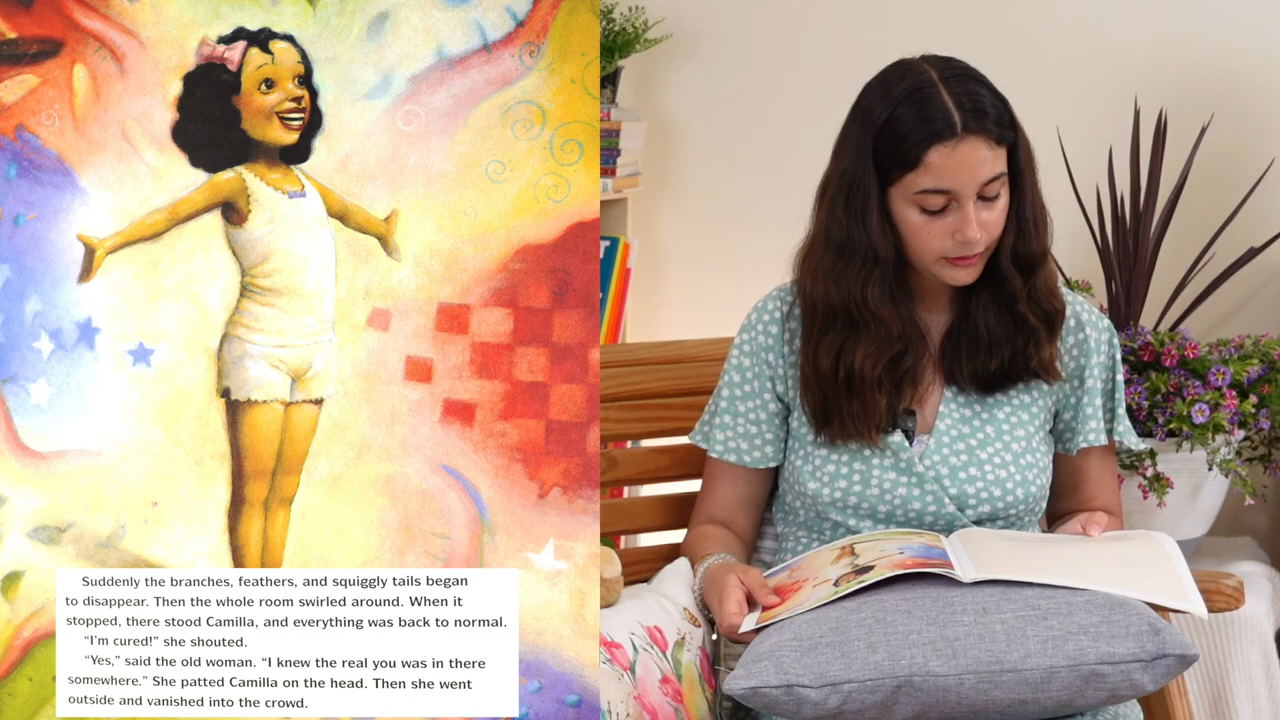 Suddenly the branches, feathers, and squiggly tails began
to disappear. Then the whole room swirled around. When it
stopped, there stood Camilla, and everything was back to normal.
"I'm cured!" she shouted.
"Yes," said the old woman. "I knew the real you was in there
somewhere." She patted Camilla on the head. Then she went
outside and vanished into the crowd.